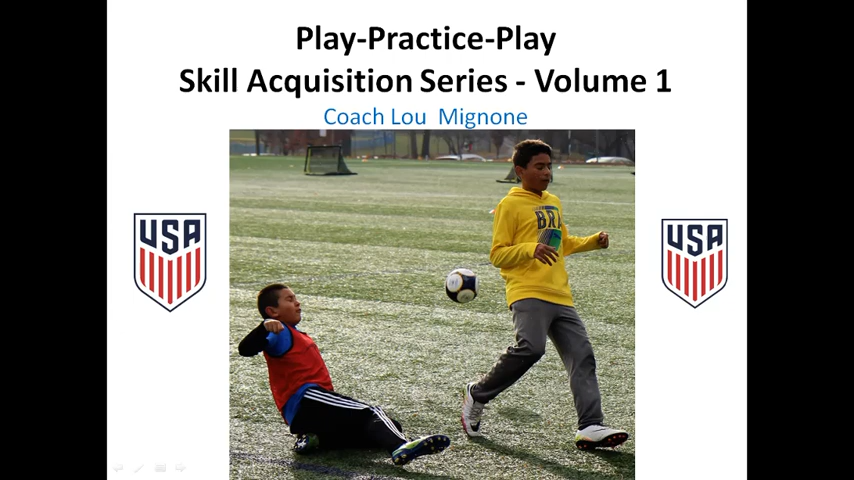 Play-Practice-Play
Skill Acquisition Series - Volume 1
Coach Lou Mignone
USA
USA